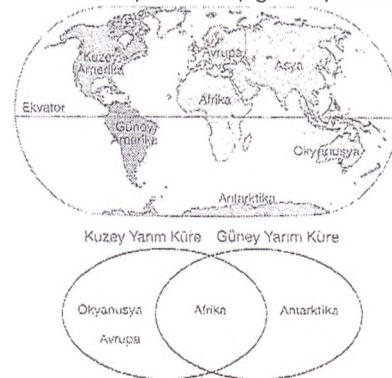 Kuzey
Amerika
Avrupa
Asya
Ekvator
Afrika
Güney
Amerika
Okyanusya
Antarktika
Kuzey Yarım Küre Güney Yarım Küre
Okyanusya Afrika Antarktika
Avrupa